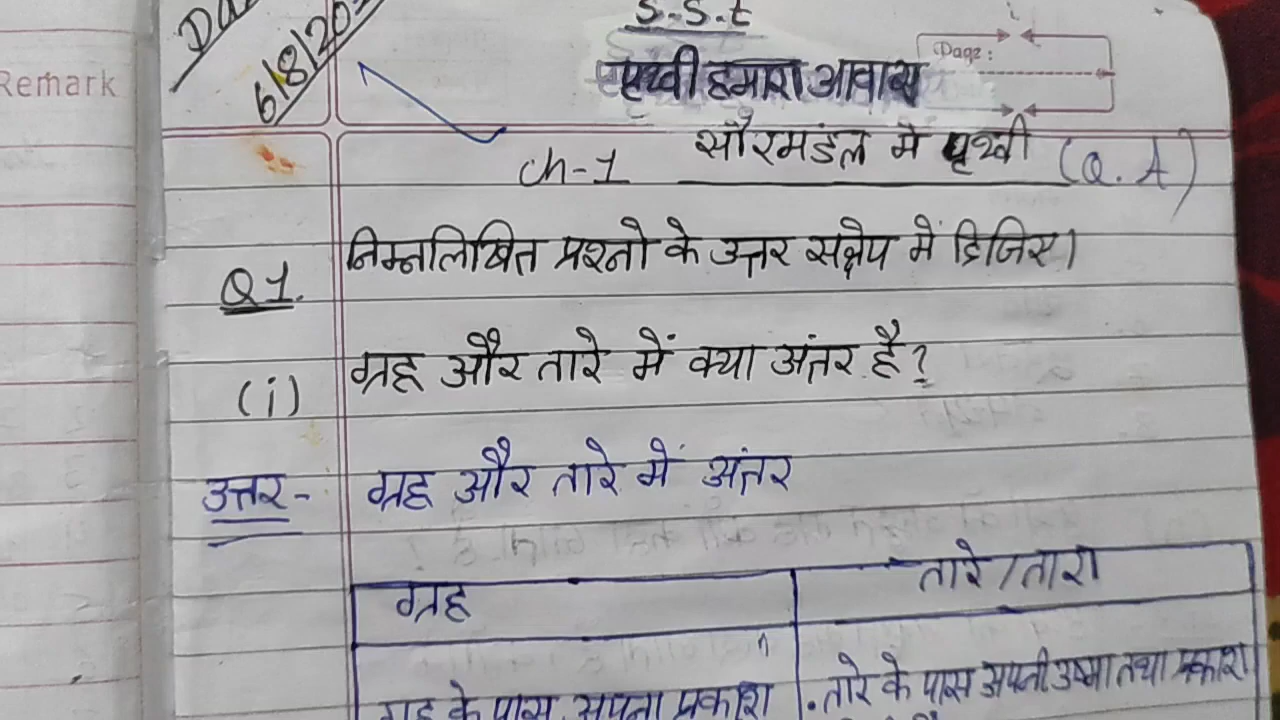 Remark
6/8/20
S.S.t
Page:
पृथ्वी हमारा आवास
Ch-1 सौरमंडल मे पृथ्वी (Q.A)
Q1. निम्नलिखित प्रश्नो के उत्तर संक्षेप में दिजिए।
(i) ग्रह और तारे में क्या अंतर है?
उत्तर- ग्रह और तारे में अंतर
ग्रह
तारे/तारा
ग्रह के पास अपना प्रकाश
. तारे के पास अपनी उष्मा तथा प्रकाश